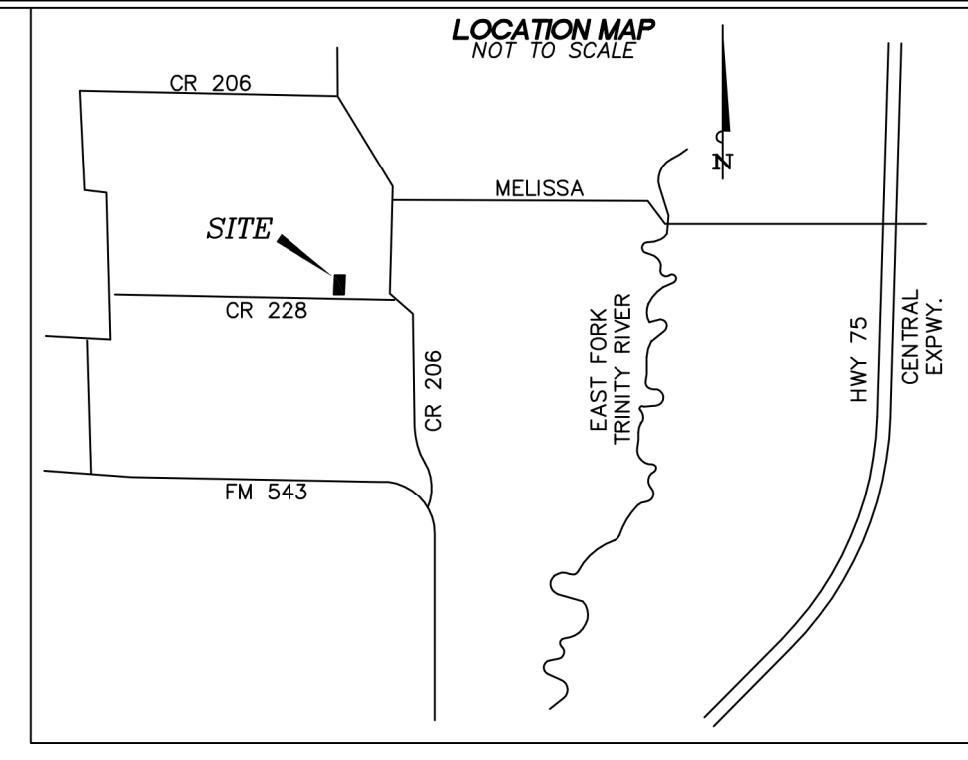 LOCATION MAP
NOT TO SCALE
CR 206
N
MELISSA
SITE
CR 228
EAST FORK
TRINITY RIVER
HWY 75
CENTRAL
EXPWY.
CR 206
FM 543